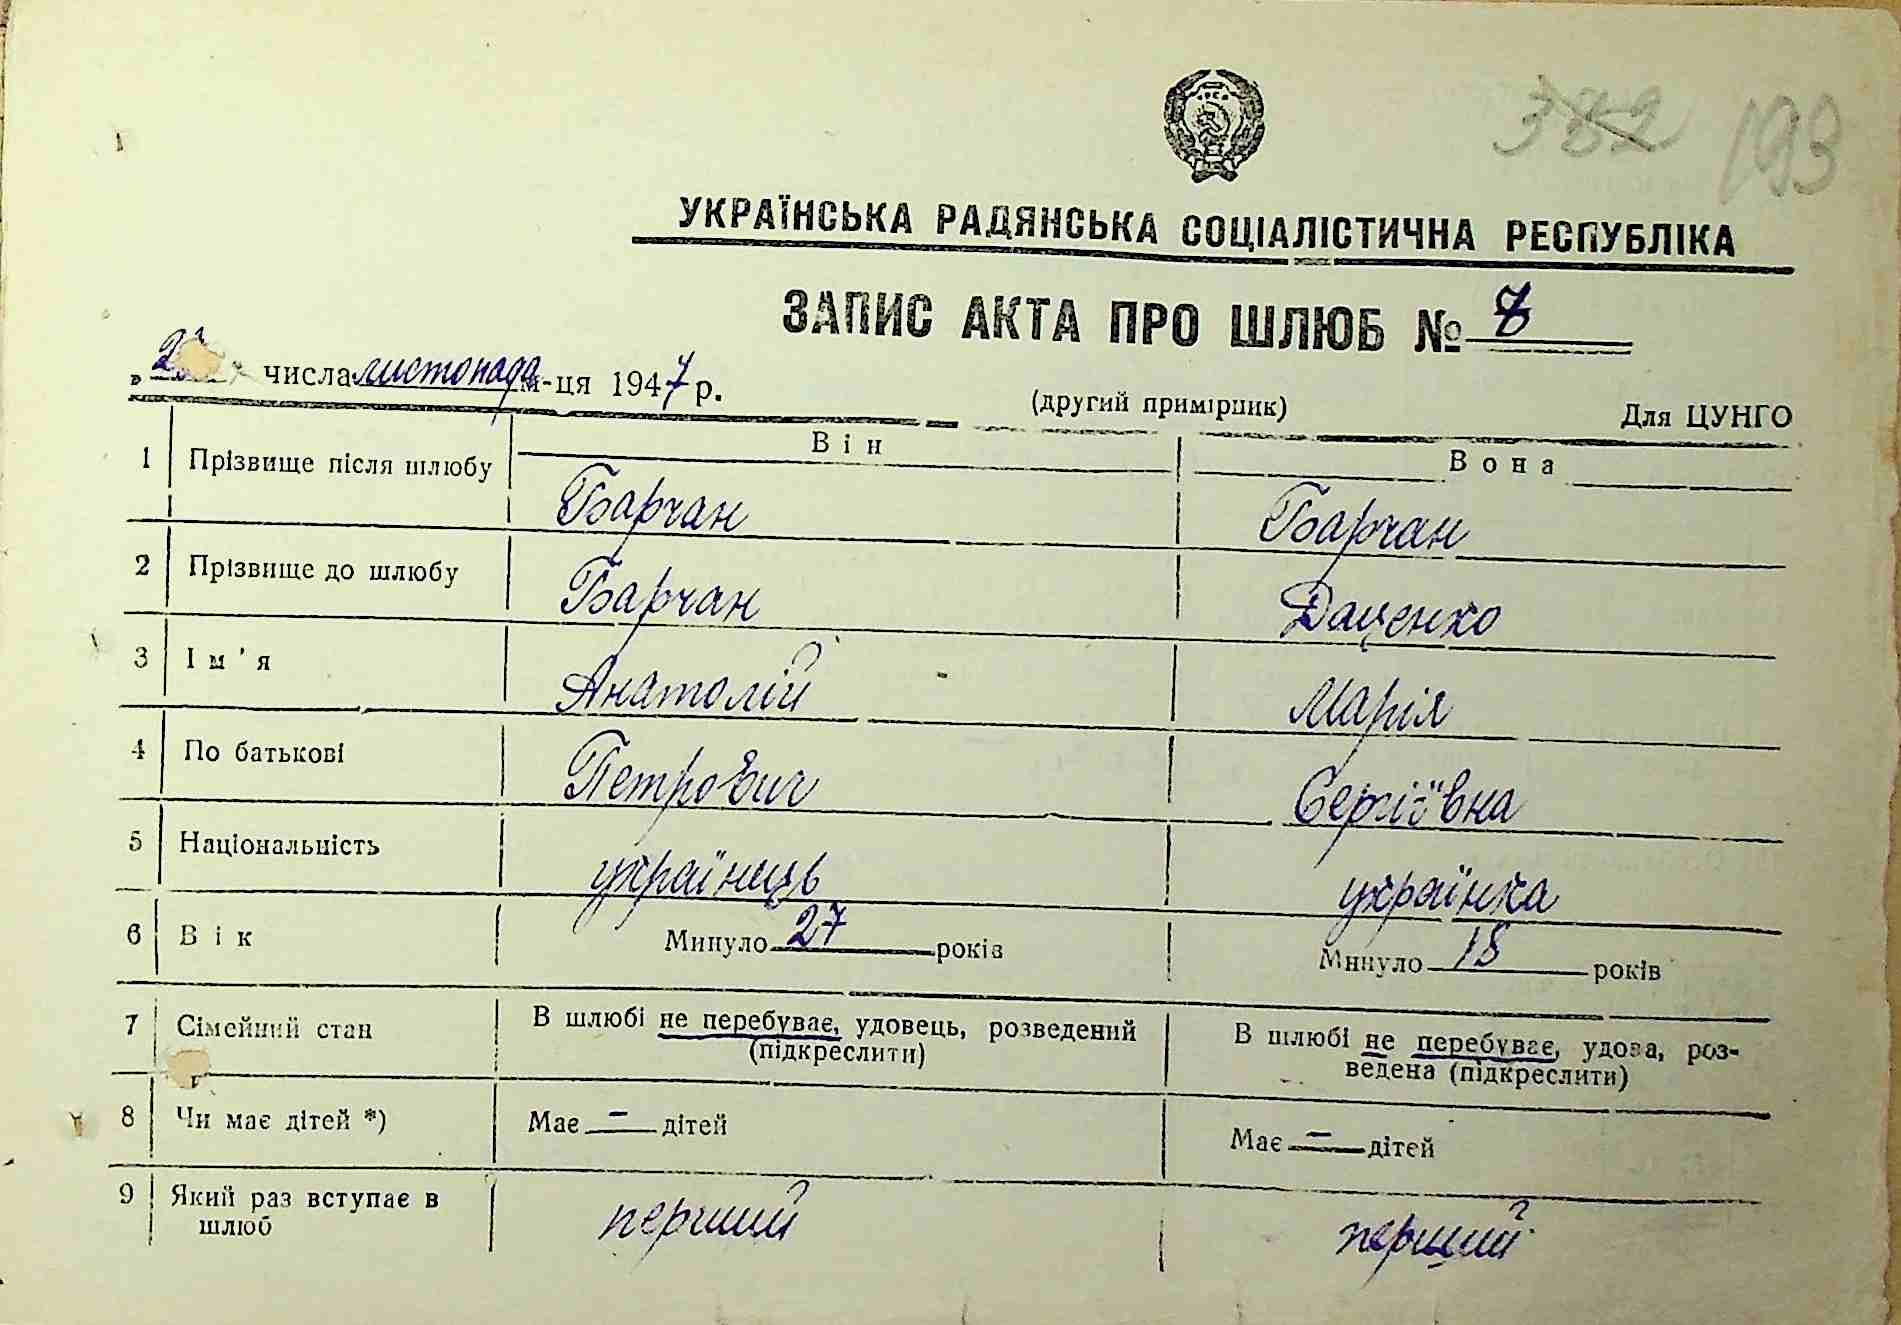 382 193
УКРАЇНСЬКА РАДЯНСЬКА СОЦІАЛІСТИЧНА РЕСПУБЛІКА
ЗАПИС АКТА ПРО ШЛЮБ № 8
" числа листопада м-ця 1947 р.
(другий примірник) Для ЦУНГО
Він Вона
1 Прізвище після шлюбу Барчан Барчан
2 Прізвище до шлюбу Барчан Даценко
3 Ім'я Анатолій Марія
4 По батькові Петрович Сергіївна
5 Національність українець українка
6 Вік Минуло 27 років Минуло 18 років
7 Сімейний стан В шлюбі не перебуває, удовець, розведений (підкреслити) В шлюбі не перебуває, удова, роз-
ведена (підкреслити)
8 Чи має дітей *) Має — дітей Має — дітей
9 Який раз вступає в шлюб перший перший